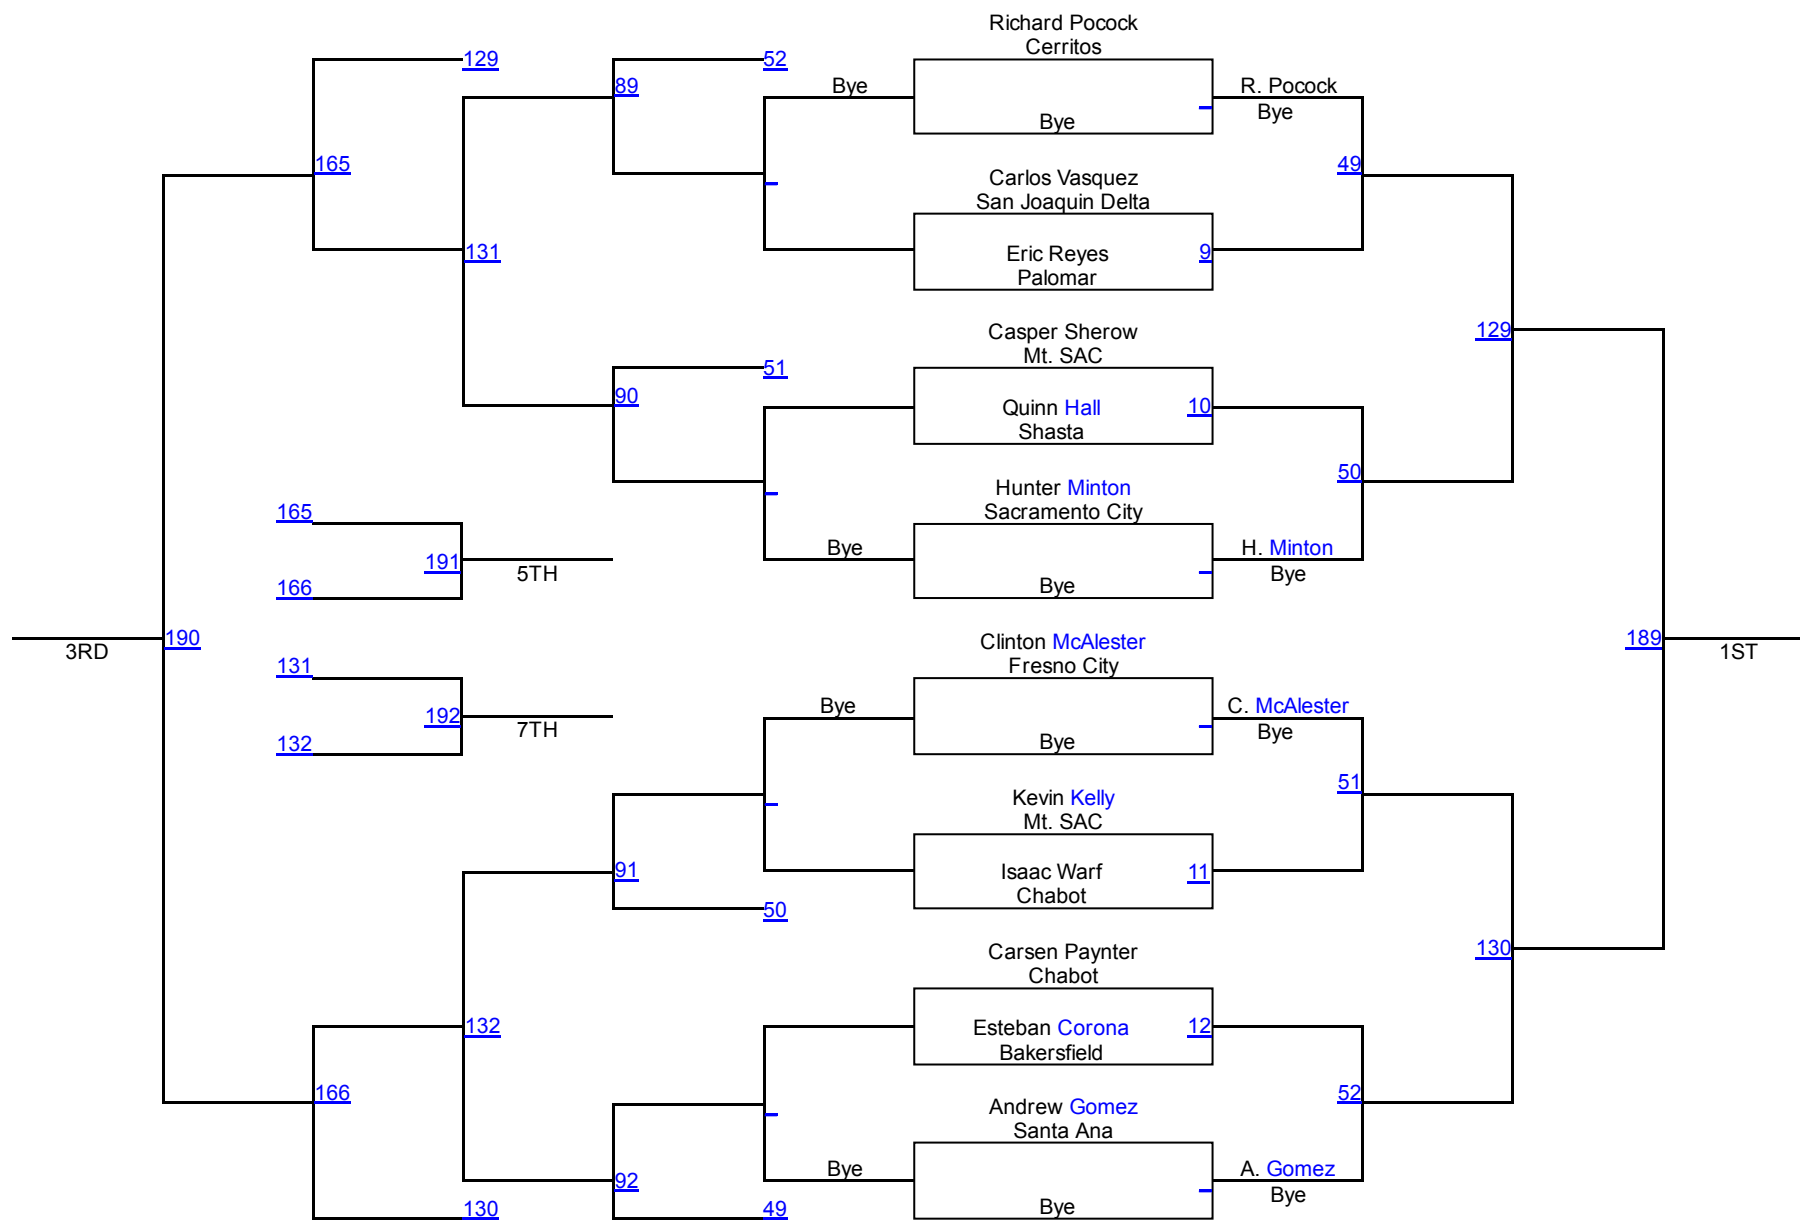 Richard Pocock
Cerritos
129
52
89
Bye
R. Pocock
Bye
Bye
165
49
Carlos Vasquez
San Joaquin Delta
131
Eric Reyes
9
Palomar
Casper Sherow
129
Mt. SAC
51
90
Quinn Hall
10
Shasta
50
Hunter Minton
165
Sacramento City
Bye
H. Minton
191
5TH
Bye
Bye
166
190
3RD
Clinton McAlester
189
1ST
131
Fresno City
Bye
C. McAlester
192
7TH
Bye
Bye
132
51
Kevin Kelly
Mt. SAC
91
Isaac Warf
11
Chabot
50
Carsen Paynter
130
Chabot
132
Esteban Corona
12
Bakersfield
166
52
Andrew Gomez
Santa Ana
Bye
A. Gomez
92
Bye
130
49
Bye